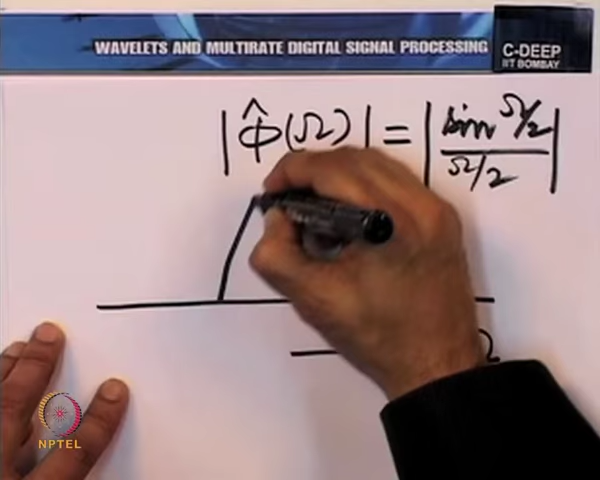 WAVELETS AND MULTIRATE DIGITAL SIGNAL PROCESSING
C-DEEP
IIT BOMBAY
|Φ̂(Ω)| = |sin Ω/2 / Ω/2|
Ω
NPTEL